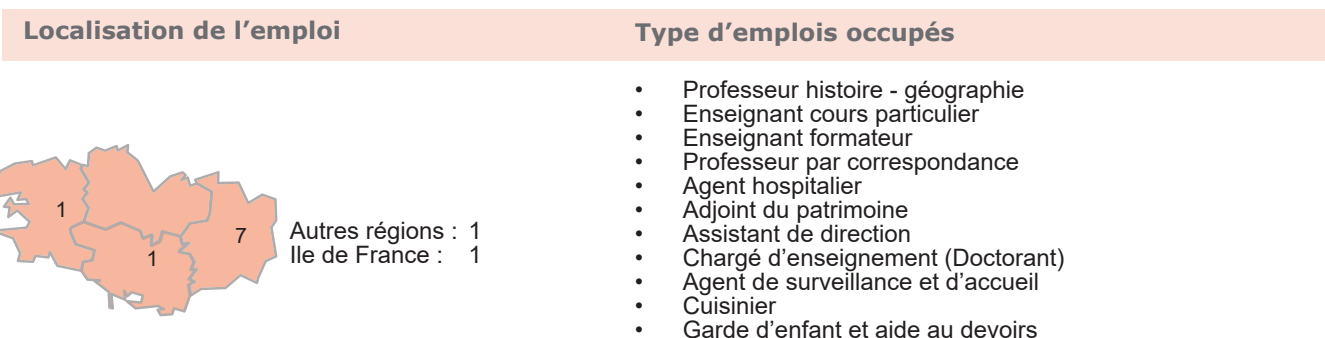 Localisation de l’emploi
1
7
1
Autres régions : 1
Ile de France : 1
Type d’emplois occupés
• Professeur histoire - géographie
• Enseignant cours particulier
• Enseignant formateur
• Professeur par correspondance
• Agent hospitalier
• Adjoint du patrimoine
• Assistant de direction
• Chargé d’enseignement (Doctorant)
• Agent de surveillance et d’accueil
• Cuisinier
• Garde d’enfant et aide au devoirs